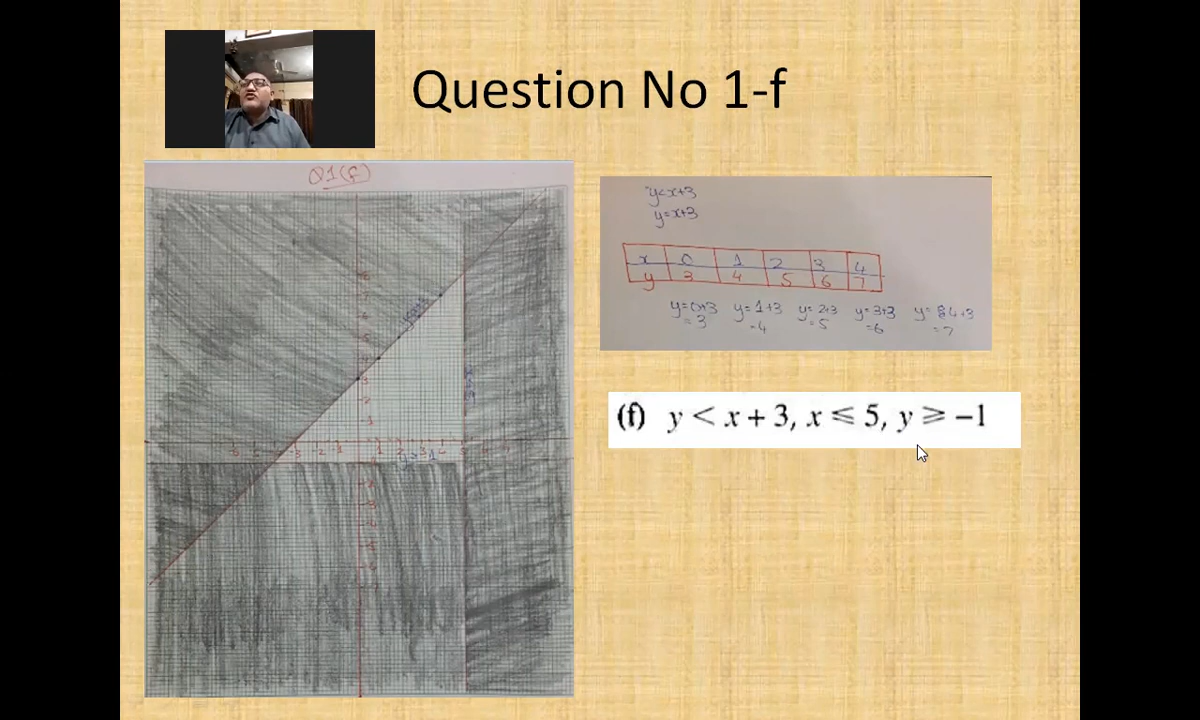 Question No 1-f
Q1(f)
y<x+3
y=x+3
x 0 1 2 3 4
y 3 4 5 6 7
y=0+3 y=1+3 y=2+3 y=3+3 y=4+3
=3 =4 =5 =6 =7
(f) y < x + 3, x ⩽ 5, y ⩾ −1